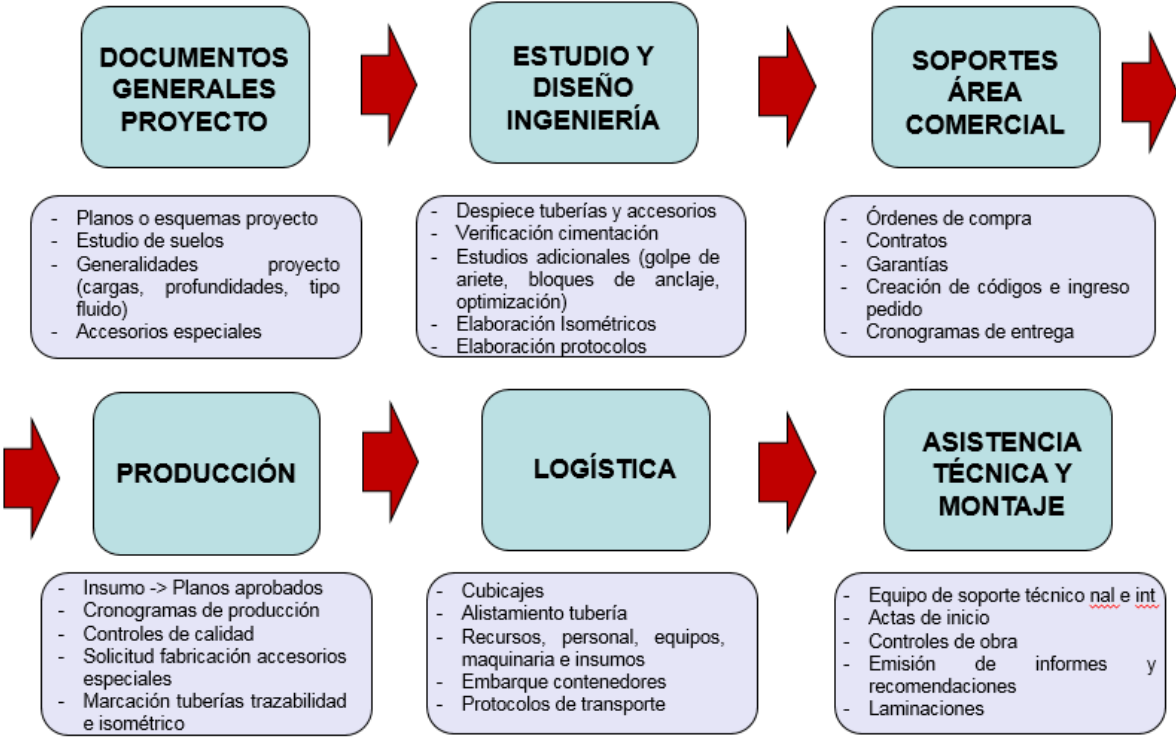 DOCUMENTOS
GENERALES
PROYECTO
ESTUDIO Y
DISEÑO
INGENIERÍA
SOPORTES
ÁREA
COMERCIAL
- Planos o esquemas proyecto
- Estudio de suelos
- Generalidades proyecto
(cargas, profundidades, tipo
fluido)
- Accesorios especiales
- Despiece tuberías y accesorios
- Verificación cimentación
- Estudios adicionales (golpe de
ariete, bloques de anclaje,
optimización)
- Elaboración Isométricos
- Elaboración protocolos
- Órdenes de compra
- Contratos
- Garantías
- Creación de códigos e ingreso
pedido
- Cronogramas de entrega
PRODUCCIÓN
LOGÍSTICA
ASISTENCIA
TÉCNICA Y
MONTAJE
- Insumo -> Planos aprobados
- Cronogramas de producción
- Controles de calidad
- Solicitud fabricación accesorios
especiales
- Marcación tuberías trazabilidad
e isométrico
- Cubicajes
- Alistamiento tubería
- Recursos, personal, equipos,
maquinaria e insumos
- Embarque contenedores
- Protocolos de transporte
- Equipo de soporte técnico nal e int
- Actas de inicio
- Controles de obra
- Emisión de informes y
recomendaciones
- Laminaciones